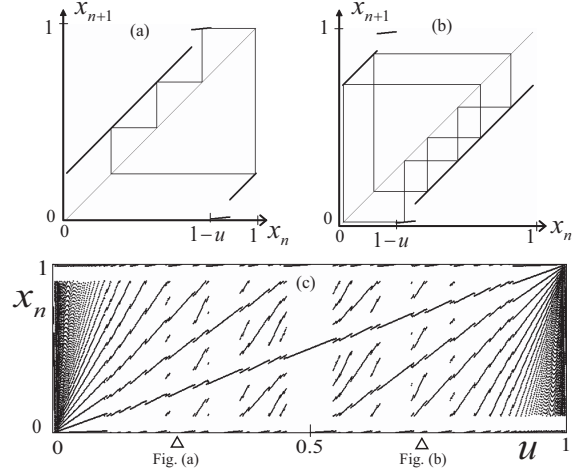 x_{n+1}
1
(a)
0
0
1−u
1
x_n
x_{n+1}
1
(b)
0
0
1−u
1
x_n
1
x_n
(c)
0
0
0.5
u
1
Fig. (a)
Fig. (b)